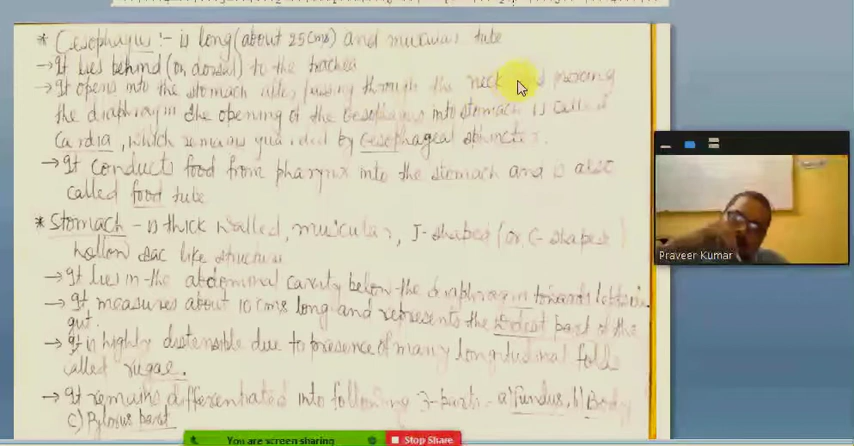 * Oesophagus :- is long (about 25 cms) and muscular tube
→ It lies behind (or dorsal) to the trachea
→ It opens into the stomach after passing through the neck and piercing
the diaphragm the opening of the Oesophagus into stomach is called
Cardia, which remains guarded by oesophageal sphincter.
→ It conducts food from pharynx into the stomach and is also
called food tube
* Stomach - is thick walled, muscular, J-shaped (or C-shaped)
hollow sac like structure
→ It lies in the abdominal cavity below the diaphragm towards left side
→ It measures about 10 cms long and represents the widest part of the
gut.
→ It is highly distensible due to presence of many longitudinal folds
called rugae.
→ It remains differentiated into following 3-parts - a) Fundus, b) Body
c) Pylorus part
Praveer Kumar
You are screen sharing
Stop Share